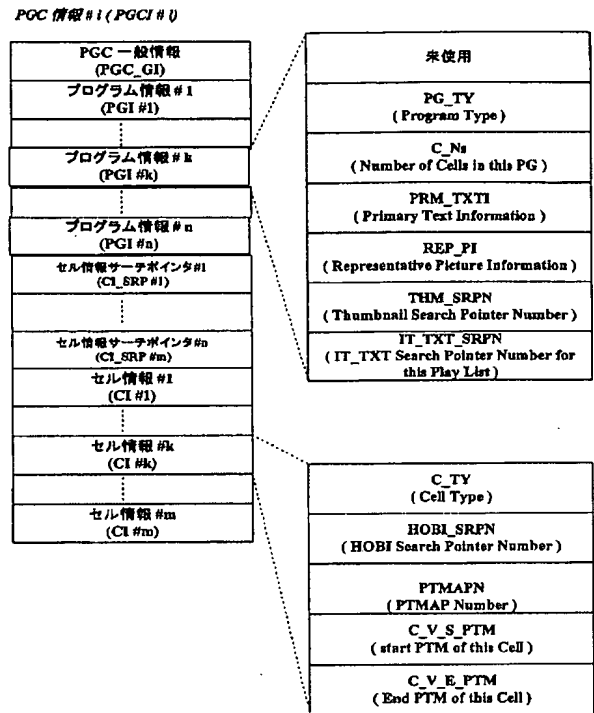 PGC 情報 # i ( PGCI # i)
PGC 一般情報
(PGC_GI)
プログラム情報 # 1
(PGI #1)
プログラム情報 # k
(PGI #k)
プログラム情報 # n
(PGI #n)
セル情報サーチポインタ#1
(CI_SRP #1)
セル情報サーチポインタ#n
(CI_SRP #m)
セル情報 #1
(CI #1)
セル情報 #k
(CI #k)
セル情報 #m
(CI #m)
未使用
PG_TY
( Program Type )
C_Ns
( Number of Cells in this PG )
PRM_TXTI
( Primary Text Information )
REP_PI
( Representative Picture Information )
THM_SRPN
( Thumbnail Search Pointer Number )
IT_TXT_SRPN
( IT_TXT Search Pointer Number for
this Play List )
C_TY
( Cell Type )
HOBI_SRPN
( HOBI Search Pointer Number )
PTMAPN
( PTMAP Number )
C_V_S_PTM
( start PTM of this Cell )
C_V_E_PTM
( End PTM of this Cell )